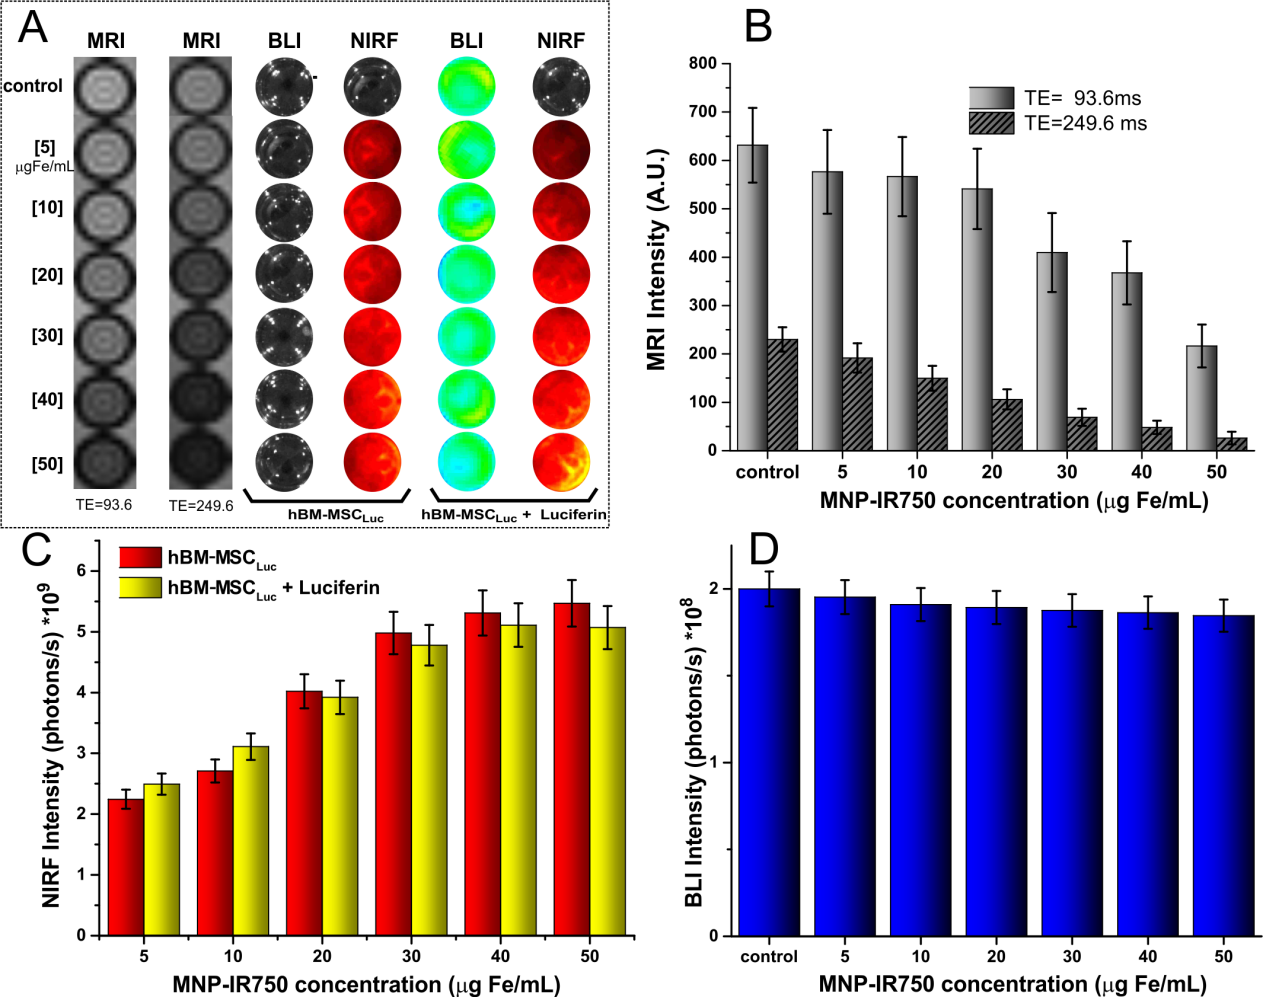 A
MRI MRI BLI NIRF BLI NIRF
control
[5]
µgFe/mL
[10]
[20]
[30]
[40]
[50]
TE=93.6 TE=249.6
hBM-MSCLuc hBM-MSCLuc + Luciferin
B
MRI Intensity (A.U.)
800
700
600
500
400
300
200
100
0
TE= 93.6ms
TE=249.6 ms
control 5 10 20 30 40 50
MNP-IR750 concentration (µg Fe/mL)
C
NIRF Intensity (photons/s) *10⁹
hBM-MSCLuc
hBM-MSCLuc + Luciferin
6
5
4
3
2
1
0
5 10 20 30 40 50
MNP-IR750 concentration (µg Fe/mL)
D
BLI Intensity (photons/s) *10⁸
2
1
0
control 5 10 20 30 40 50
MNP-IR750 concentration (µg Fe/mL)